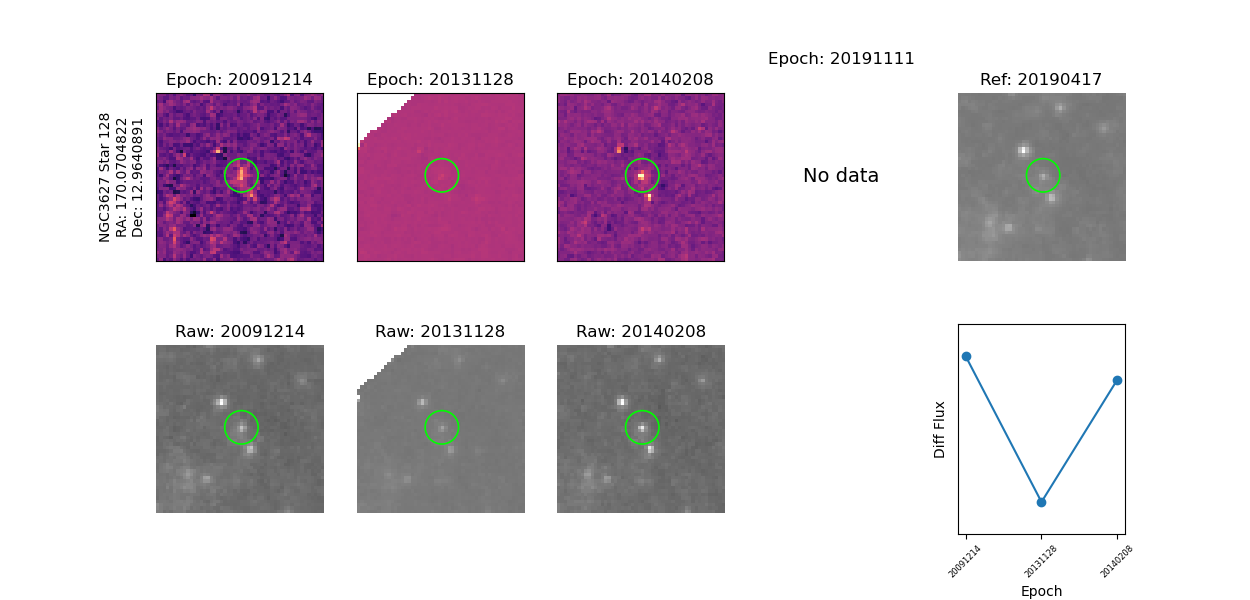 Epoch: 20191111
Epoch: 20091214
Epoch: 20131128
Epoch: 20140208
Ref: 20190417
NGC3627 Star 128
RA: 170.0704822
Dec: 12.9640891
No data
Raw: 20091214
Raw: 20131128
Raw: 20140208
Diff Flux
20091214
20131128
20140208
Epoch